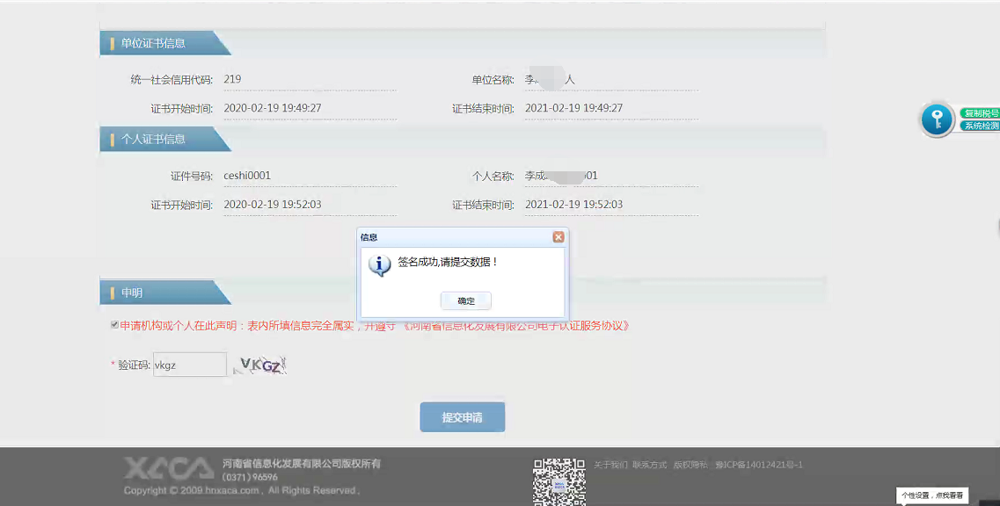 单位证书信息
统一社会信用代码: 219 单位名称: 李 人
证书开始时间: 2020-02-19 19:49:27 证书结束时间: 2021-02-19 19:49:27
复制税号
系统检测
个人证书信息
证件号码: ceshi0001 个人名称: 李成 01
证书开始时间: 2020-02-19 19:52:03 证书结束时间: 2021-02-19 19:52:03
信息
签名成功,请提交数据！
确定
申明
申请机构或个人在此声明：表内所填信息完全属实，并遵守 《河南省信息化发展有限公司电子认证服务协议》
* 验证码: vkgz VKGZ
提交申请
XACA 河南省信息化发展有限公司版权所有
(0371) 96596
Copyright © 2009 hnxaca.com, All Rights Reserved.
关于我们 联系方式 版权隐私 豫ICP备14012421号-1
个性设置，点我看看